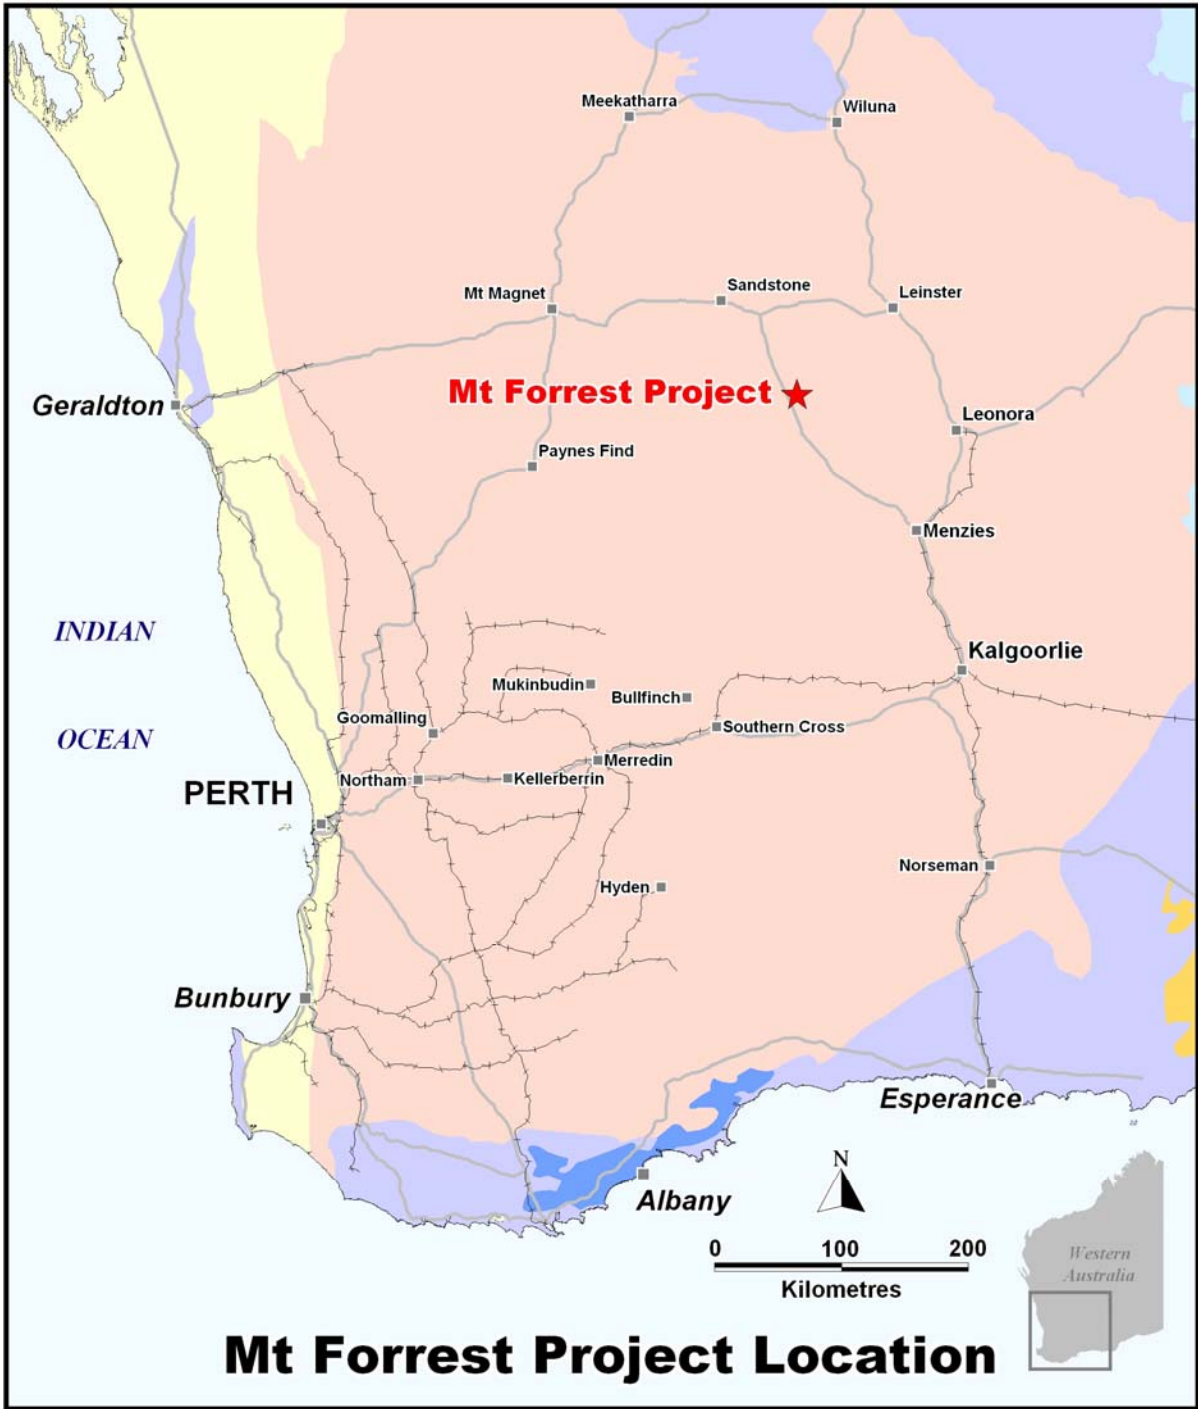 Meekatharra
Wiluna
Sandstone
Mt Magnet
Leinster
Mt Forrest Project
Geraldton
Leonora
Paynes Find
Menzies
INDIAN
Kalgoorlie
Mukinbudin
Bullfinch
Goomalling
Southern Cross
OCEAN
Merredin
Northam
Kellerberrin
PERTH
Norseman
Hyden
Bunbury
Esperance
N
Albany
0 100 200
Kilometres
Western
Australia
Mt Forrest Project Location